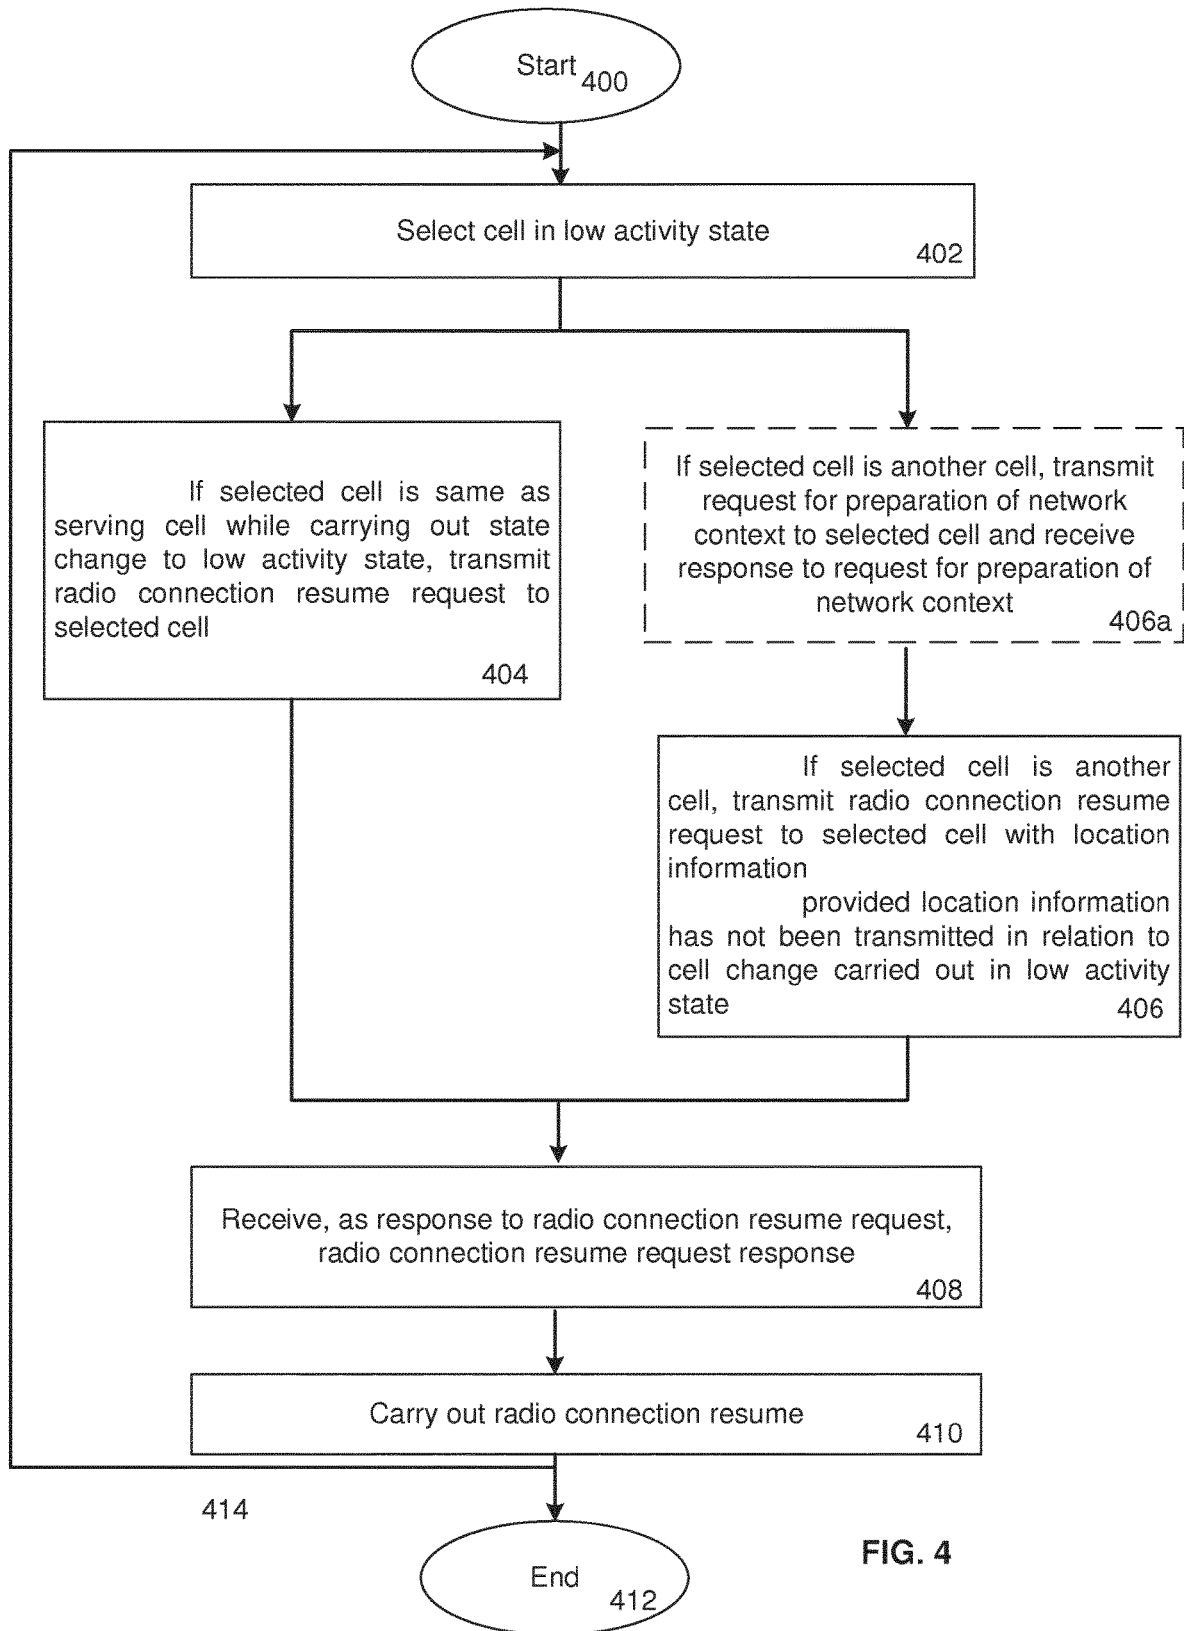 Start
400
Select cell in low activity state
402
If selected cell is same as
serving cell while carrying out state
change to low activity state, transmit
radio connection resume request to
selected cell
404
If selected cell is another cell, transmit
request for preparation of network
context to selected cell and receive
response to request for preparation of
network context
406a
If selected cell is another
cell, transmit radio connection resume
request to selected cell with location
information
provided location information
has not been transmitted in relation to
cell change carried out in low activity
state
406
Receive, as response to radio connection resume request,
radio connection resume request response
408
Carry out radio connection resume
410
414
End
412
FIG. 4